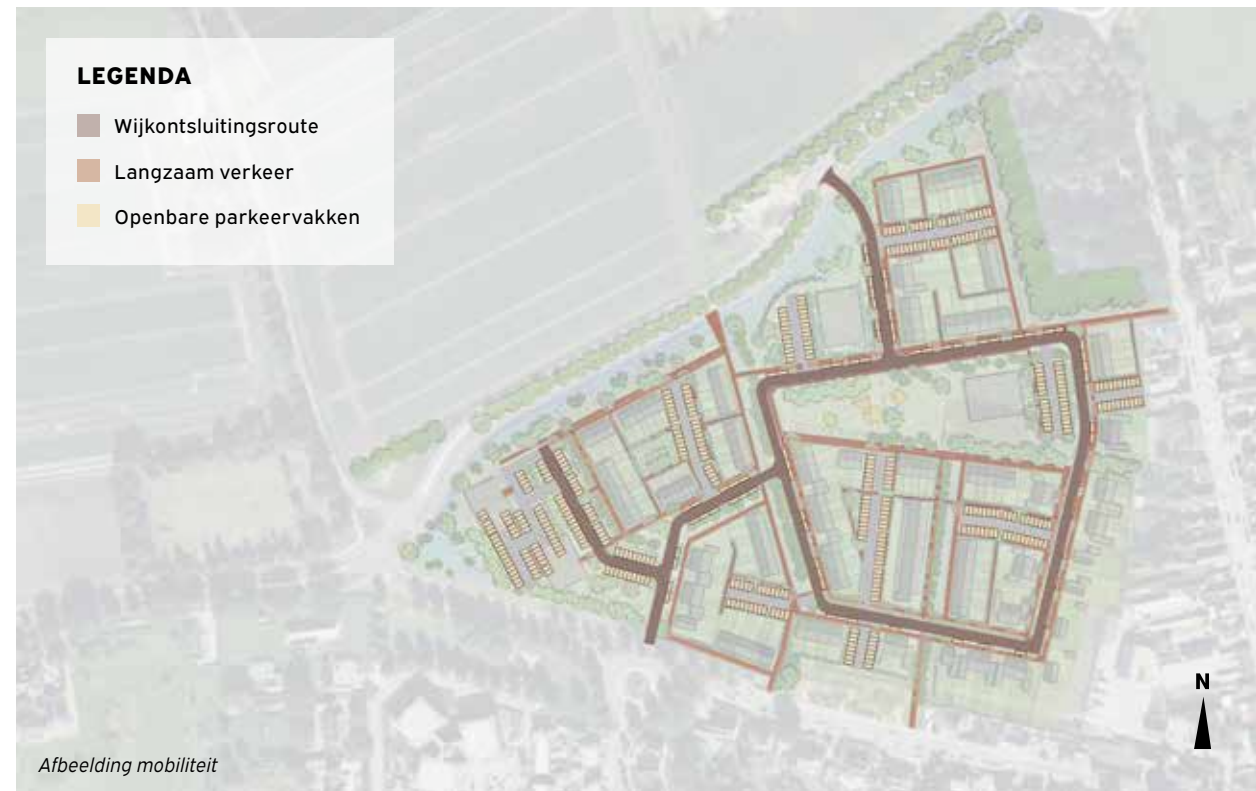 LEGENDA
Wijkontsluitingsroute
Langzaam verkeer
Openbare parkeervakken
N
Afbeelding mobiliteit